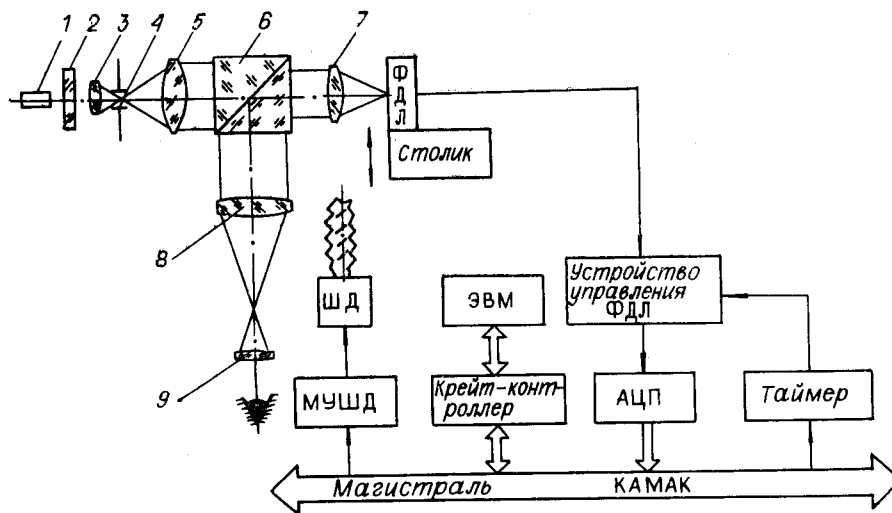 1
2
3
4
5
6
7
ФДЛ
Столик
8
ШД
ЭВМ
Устройство
управления
ФДЛ
9
МУШД
Крейт-конт-
роллер
АЦП
Таймер
Магистраль КАМАК